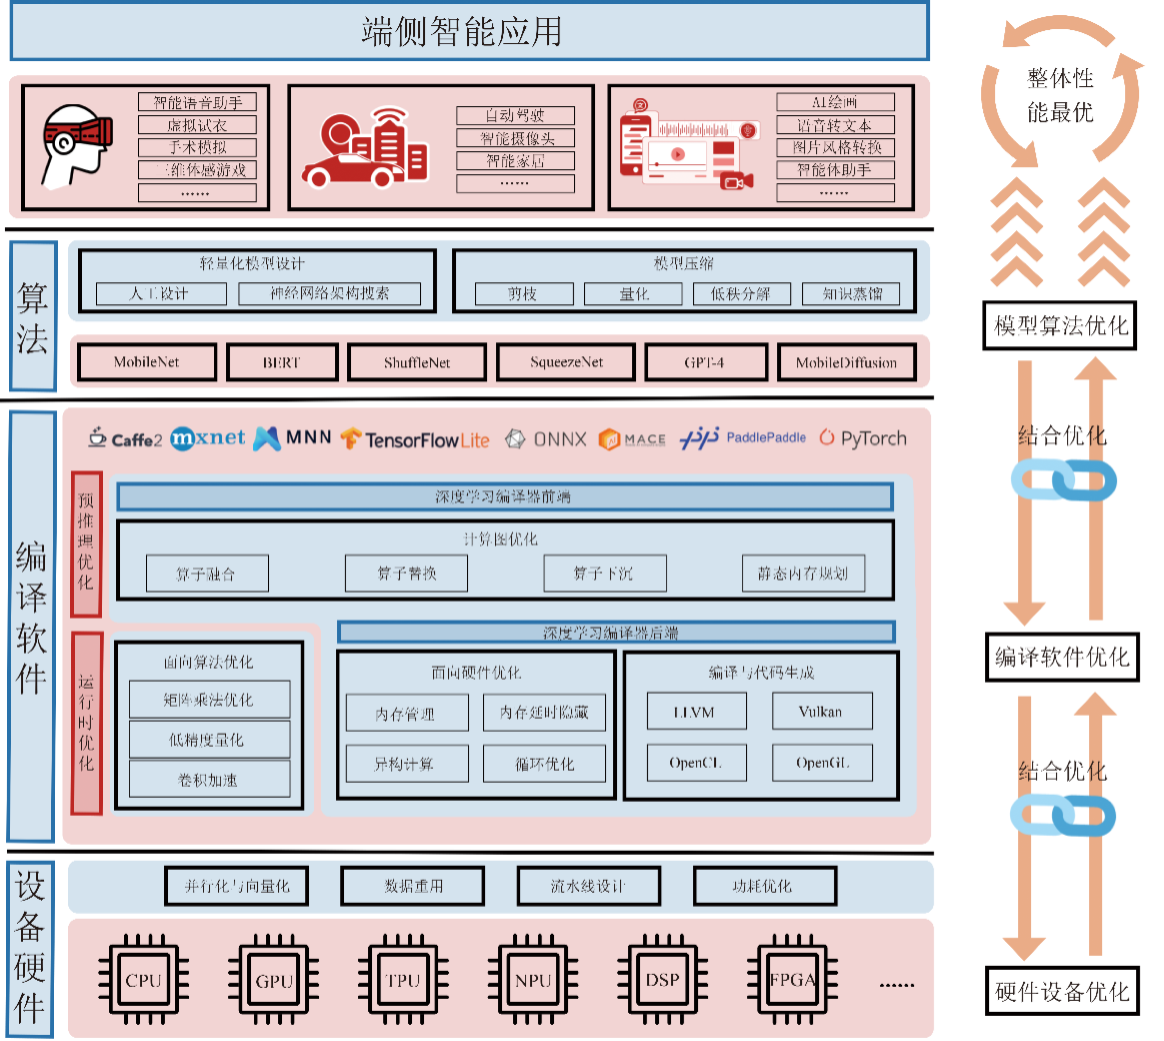 端侧智能应用
智能语音助手
虚拟试衣
手术模拟
三维体感游戏
……
自动驾驶
智能摄像头
智能家居
……
AI绘画
语音转文本
图片风格转换
智能体助手
……
算法
轻量化模型设计
人工设计
神经网络架构搜索
模型压缩
剪枝
量化
低秩分解
知识蒸馏
MobileNet
BERT
ShuffleNet
SqueezeNet
GPT-4
MobileDiffusion
编译软件
Caffe2
mxnet
MNN
TensorFlow Lite
ONNX
MACE
PaddlePaddle
PyTorch
预推理优化
深度学习编译器前端
计算图优化
算子融合
算子替换
算子下沉
静态内存规划
运行时优化
面向算法优化
矩阵乘法优化
低精度量化
卷积加速
深度学习编译器后端
面向硬件优化
内存管理
内存延时隐藏
异构计算
循环优化
编译与代码生成
LLVM
Vulkan
OpenCL
OpenGL
设备硬件
并行化与向量化
数据重用
流水线设计
功耗优化
CPU
GPU
TPU
NPU
DSP
FPGA
……
整体性
能最优
模型算法优化
结合优化
编译软件优化
结合优化
硬件设备优化